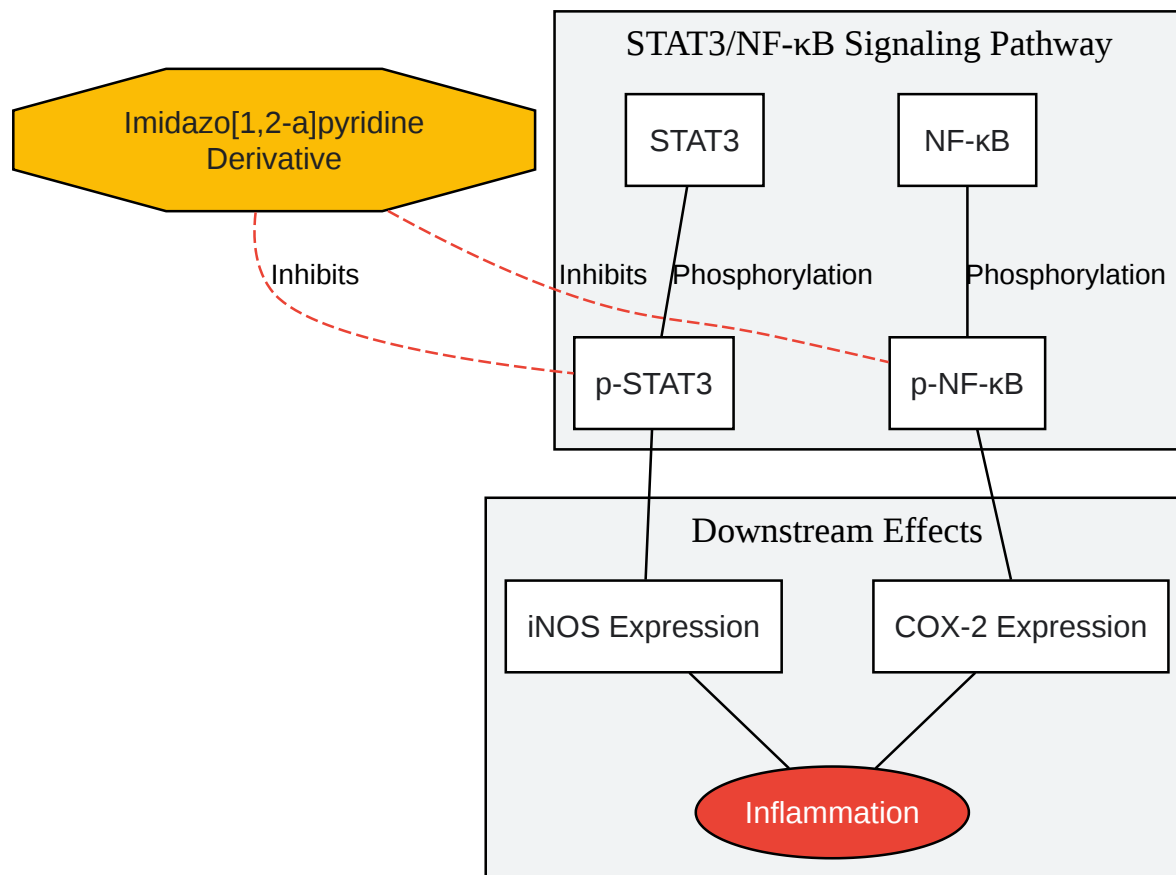 STAT3/NF-κB Signaling Pathway
Imidazo[1,2-a]pyridine
Derivative
STAT3
NF-κB
Inhibits
Inhibits
Phosphorylation
Phosphorylation
p-STAT3
p-NF-κB
Downstream Effects
iNOS Expression
COX-2 Expression
Inflammation